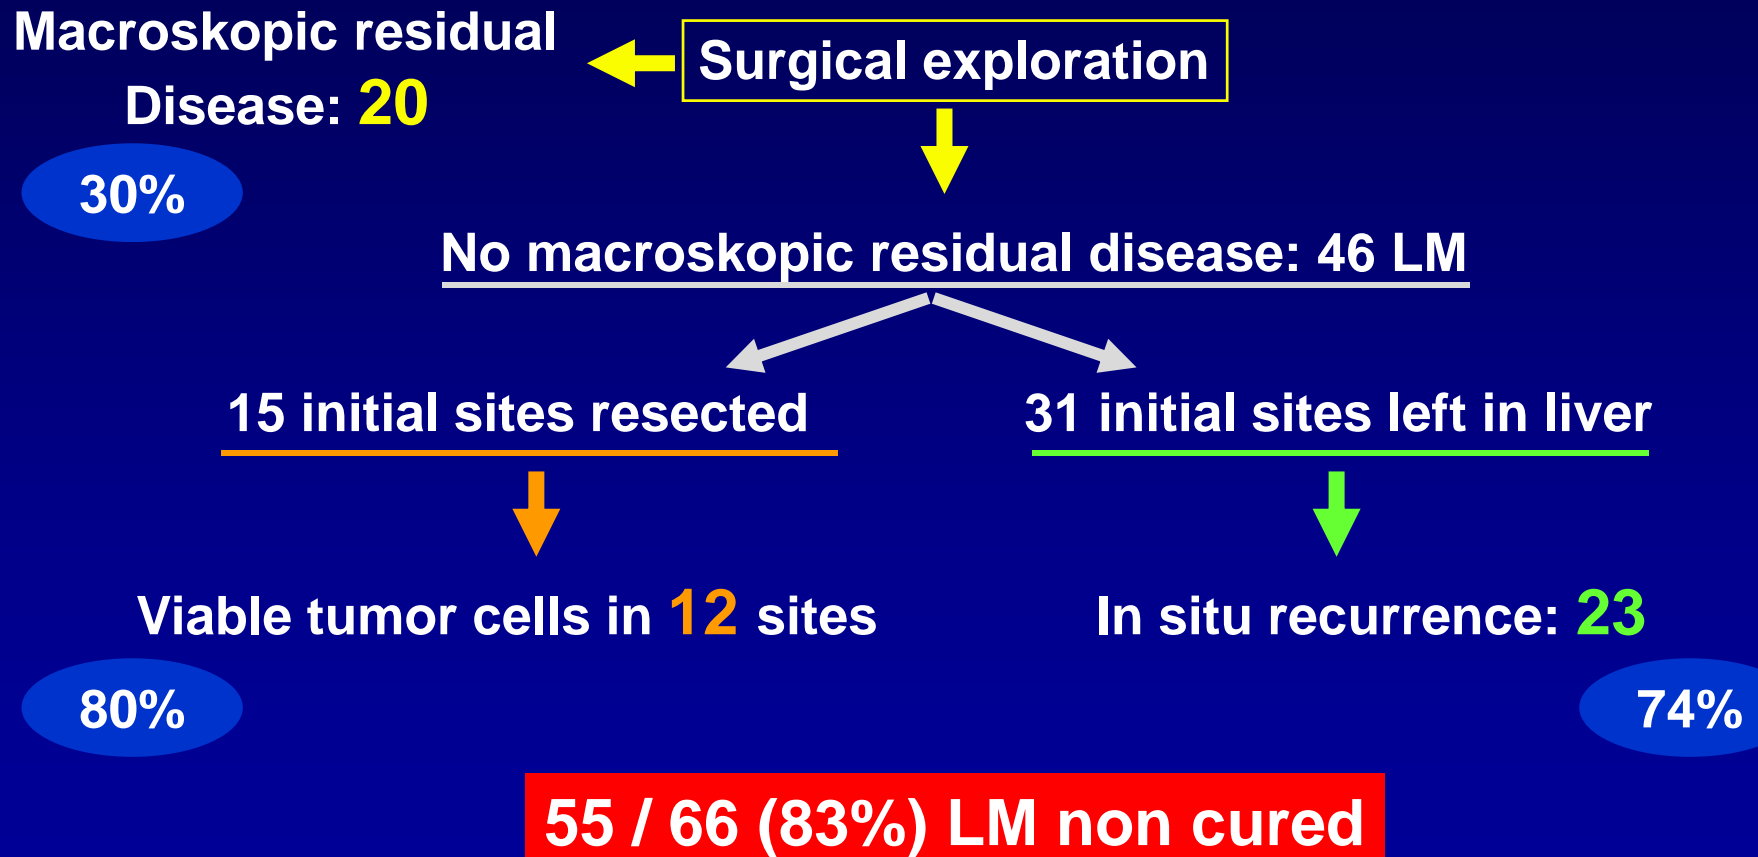 Macroskopic residual
Disease: 20
Surgical exploration
30%
No macroskopic residual disease: 46 LM
15 initial sites resected
31 initial sites left in liver
Viable tumor cells in 12 sites
In situ recurrence: 23
80%
74%
55 / 66 (83%) LM non cured